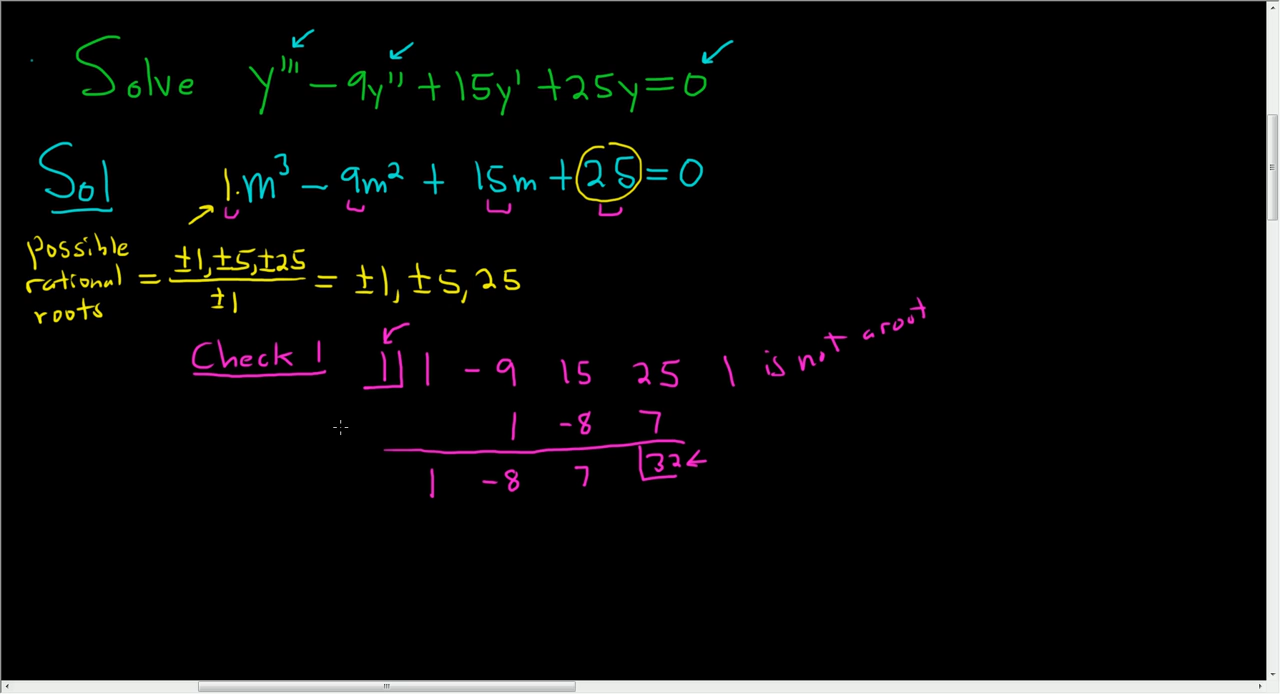 Solve y''' - 9y'' + 15y' + 25y = 0
Sol 1·m³ - 9m² + 15m + 25 = 0
Possible rational roots = ±1, ±5, ±25 / ±1 = ±1, ±5, 25
Check 1 1| 1 -9 15 25 1 is not a root
1 -8 7
1 -8 7 32